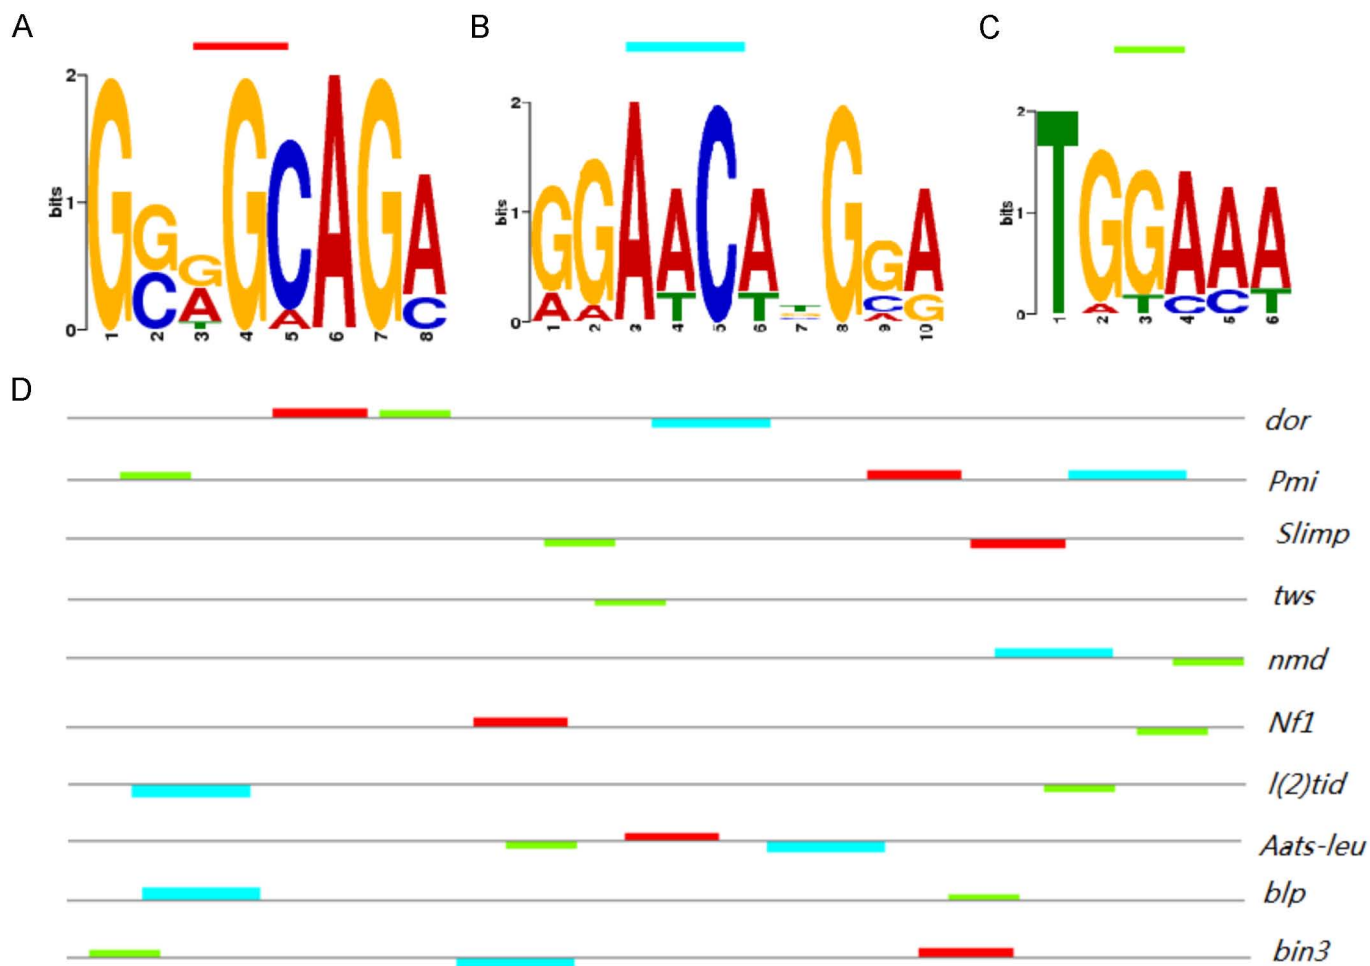 A B C
2 1 0 bits
G G C G A T G C A A G A C
1 2 3 4 5 6 7 8
2 1 0 bits
G A G A A A T C A T T G G C A A G
1 2 3 4 5 6 7 8 9 10
2 1 0 bits
T G A G T A C A C A T
1 2 3 4 5 6
D
dor
Pmi
Slimp
tws
nmd
Nf1
l(2)tid
Aats-leu
blp
bin3